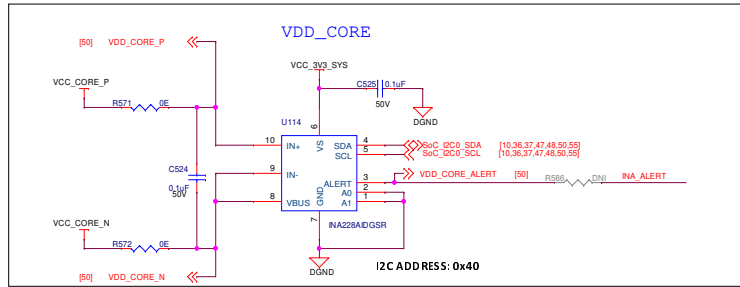 VDD_CORE
[50] VDD_CORE_P
VCC_3V3_SYS
VCC_CORE_P
C525 0.1uF
50V
R571 0E
DGND
U114
6
10 IN+ VS SDA 4 SoC_I2C0_SDA [10,36,37,47,48,50,55]
SCL 5 SoC_I2C0_SCL [10,36,37,47,48,50,55]
C524
9 IN-
0.1uF
50V
ALERT 3 VDD_CORE_ALERT [50] R586 DNI INA_ALERT
A0 2
8 VBUS GND A1 1
VCC_CORE_N
7 INA228AIDGSR
R572 0E
DGND
I2C ADDRESS: 0x40
[50] VDD_CORE_N